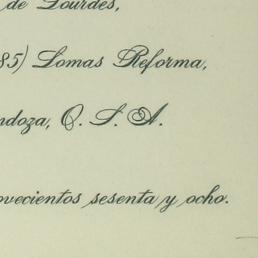 de Lourdes,
85) Lomas Reforma,
ndoza, O. S. A.
ovecientos sesenta y ocho.